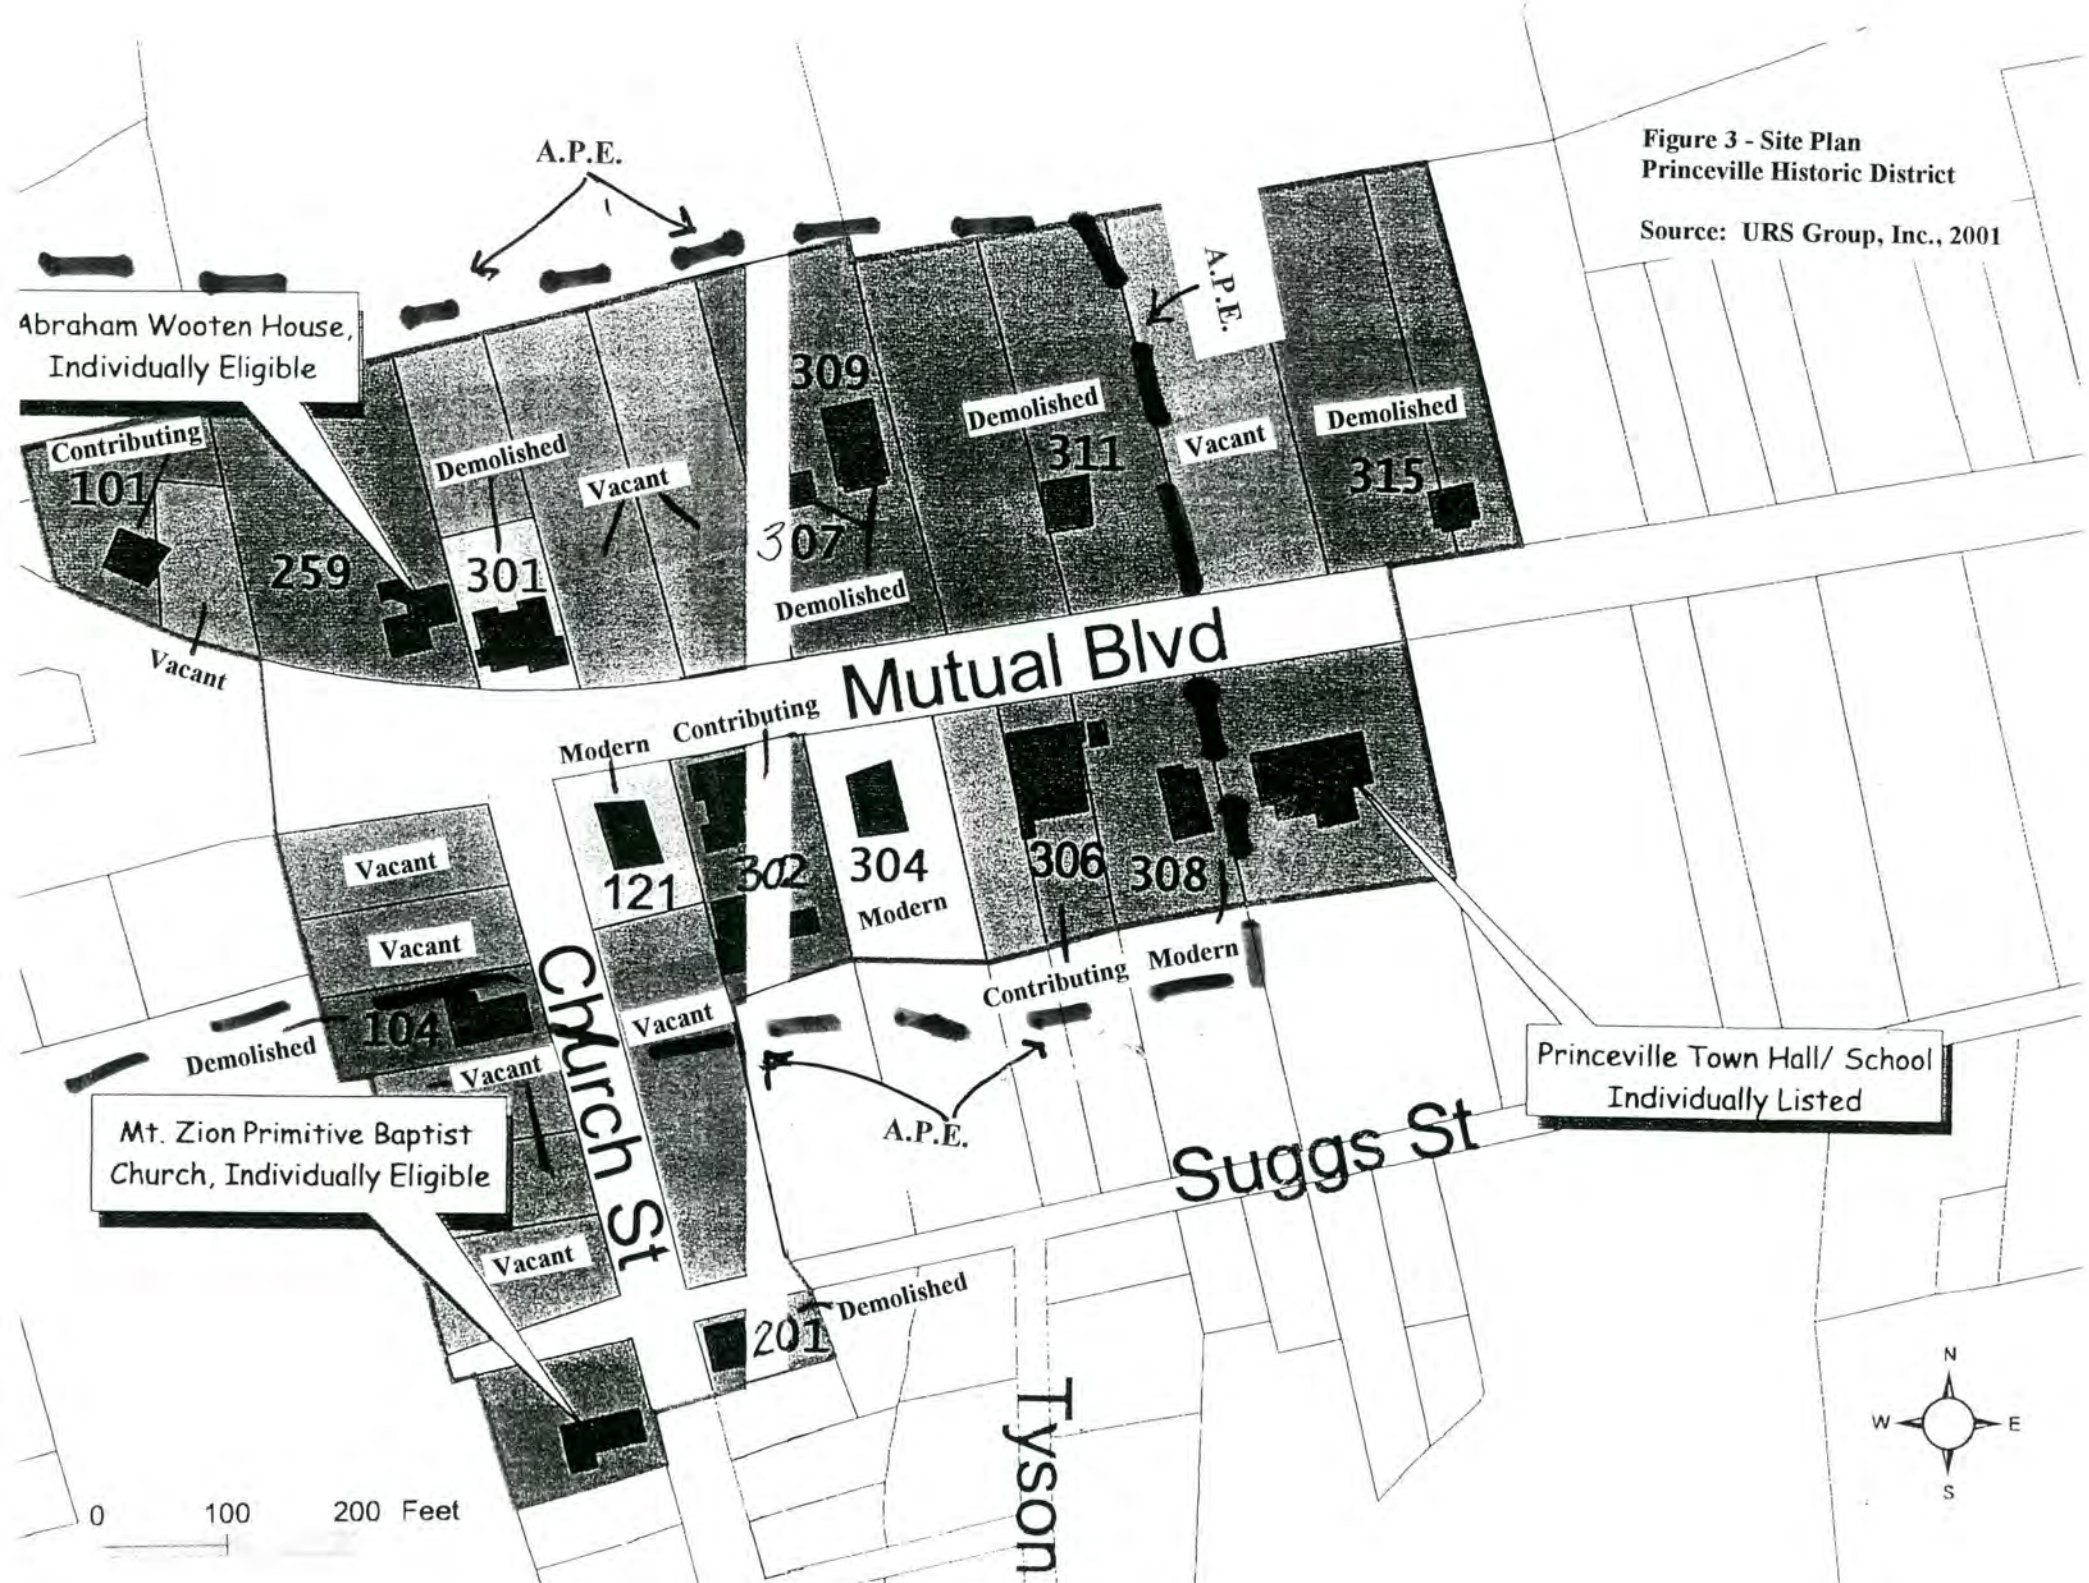 Figure 3 - Site Plan
Princeville Historic District
Source: URS Group, Inc., 2001
A.P.E.
A.P.E.
Abraham Wooten House,
Individually Eligible
Contributing
101
Vacant
259
Demolished
301
Vacant
309
307
Demolished
Demolished
311
Vacant
Demolished
315
Mutual Blvd
Modern
121
Contributing
302
304
Modern
306
Contributing
308
Modern
Princeville Town Hall/ School
Individually Listed
Vacant
Vacant
104
Demolished
Vacant
Church St
Vacant
A.P.E.
Mt. Zion Primitive Baptist
Church, Individually Eligible
Vacant
Suggs St
201
Demolished
Tyson
0 100 200 Feet
N
W E
S